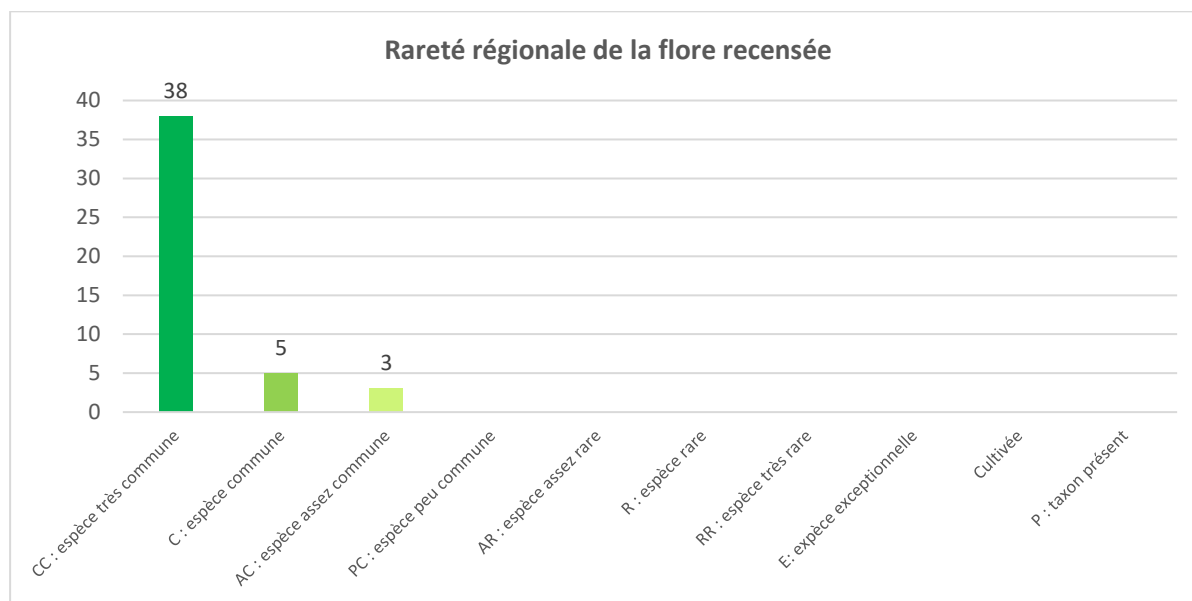 Rareté régionale de la flore recensée
40
35
30
25
20
15
10
5
0
38
5
3
CC : espèce très commune
C : espèce commune
AC : espèce assez commune
PC : espèce peu commune
AR : espèce assez rare
R : espèce rare
RR : espèce très rare
E: expèce exceptionnelle
Cultivée
P : taxon présent